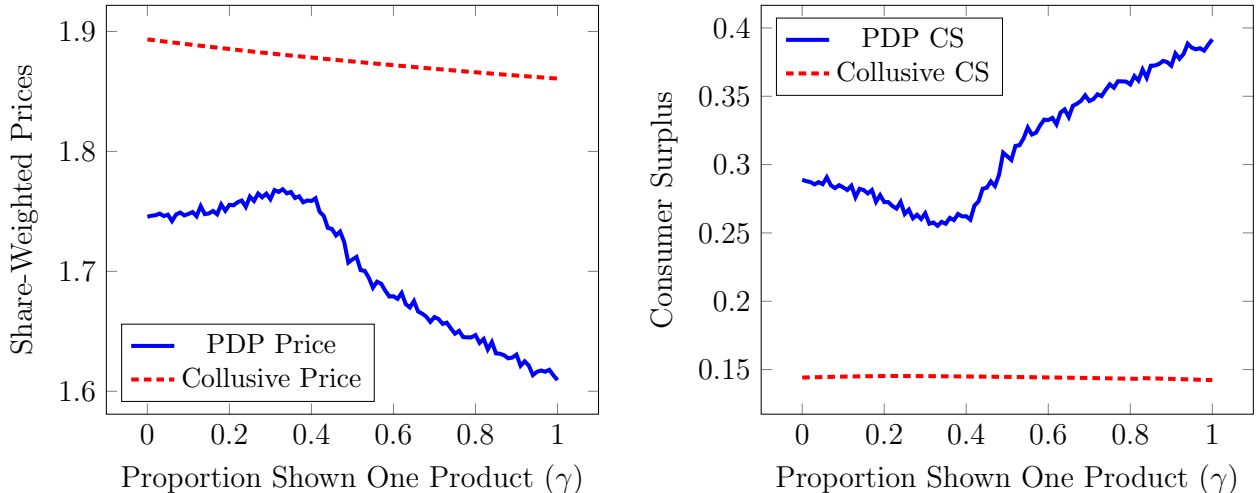 Share-Weighted Prices
1.9
1.8
1.7
1.6
PDP Price
Collusive Price
0 0.2 0.4 0.6 0.8 1
Proportion Shown One Product (γ)
Consumer Surplus
0.4
0.35
0.3
0.25
0.2
0.15
PDP CS
Collusive CS
0 0.2 0.4 0.6 0.8 1
Proportion Shown One Product (γ)